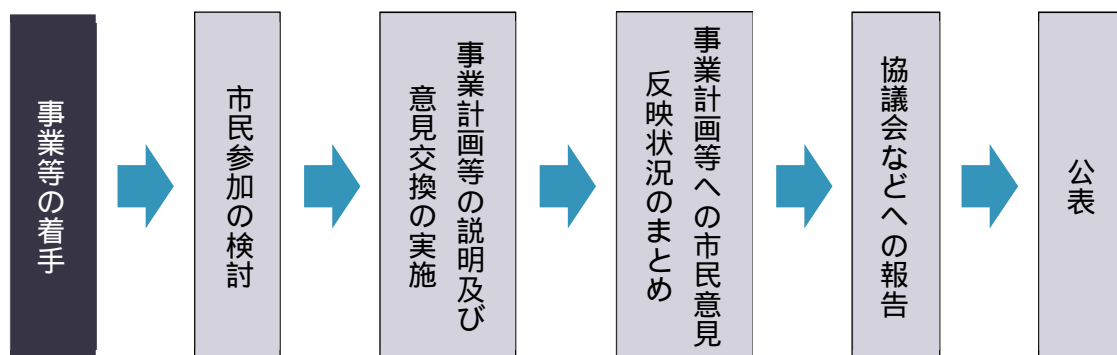 事業等の着手
市民参加の検討
事業計画等の説明及び
意見交換の実施
事業計画等への市民意見
反映状況のまとめ
協議会などへの報告
公表